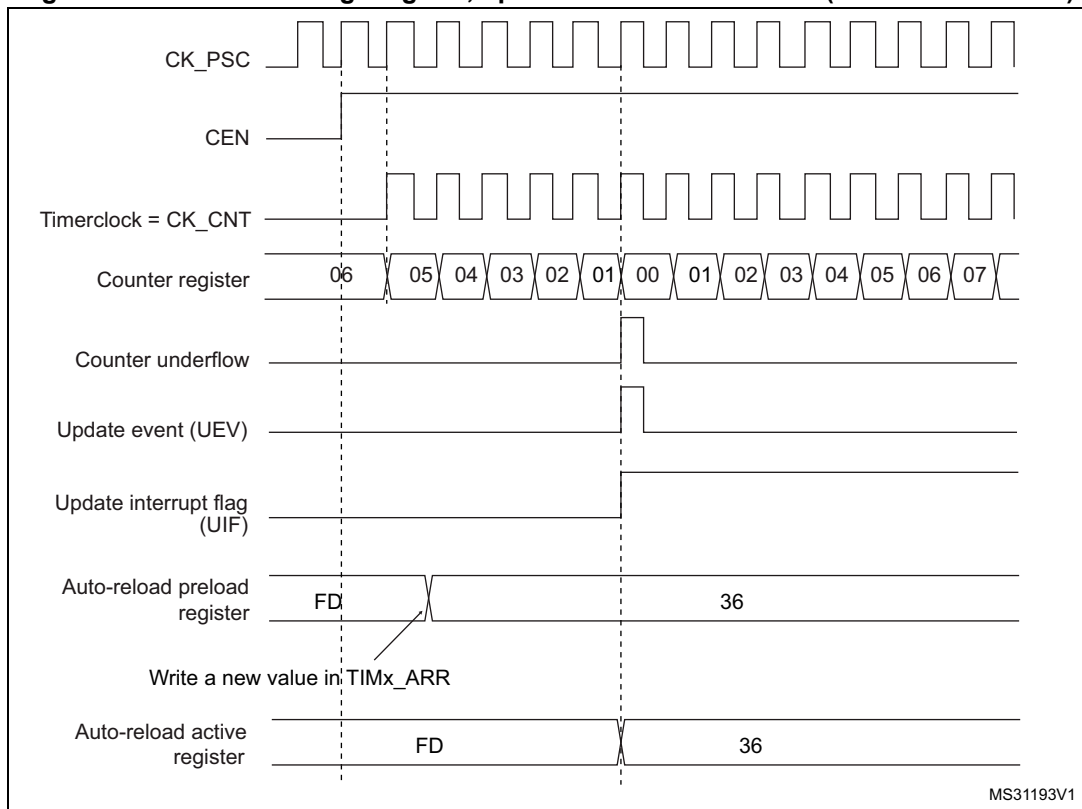 CK_PSC
CEN
Timerclock = CK_CNT
Counter register 06 05 04 03 02 01 00 01 02 03 04 05 06 07
Counter underflow
Update event (UEV)
Update interrupt flag
(UIF)
Auto-reload preload
register
FD 36
Write a new value in TIMx_ARR
Auto-reload active
register
FD 36
MS31193V1